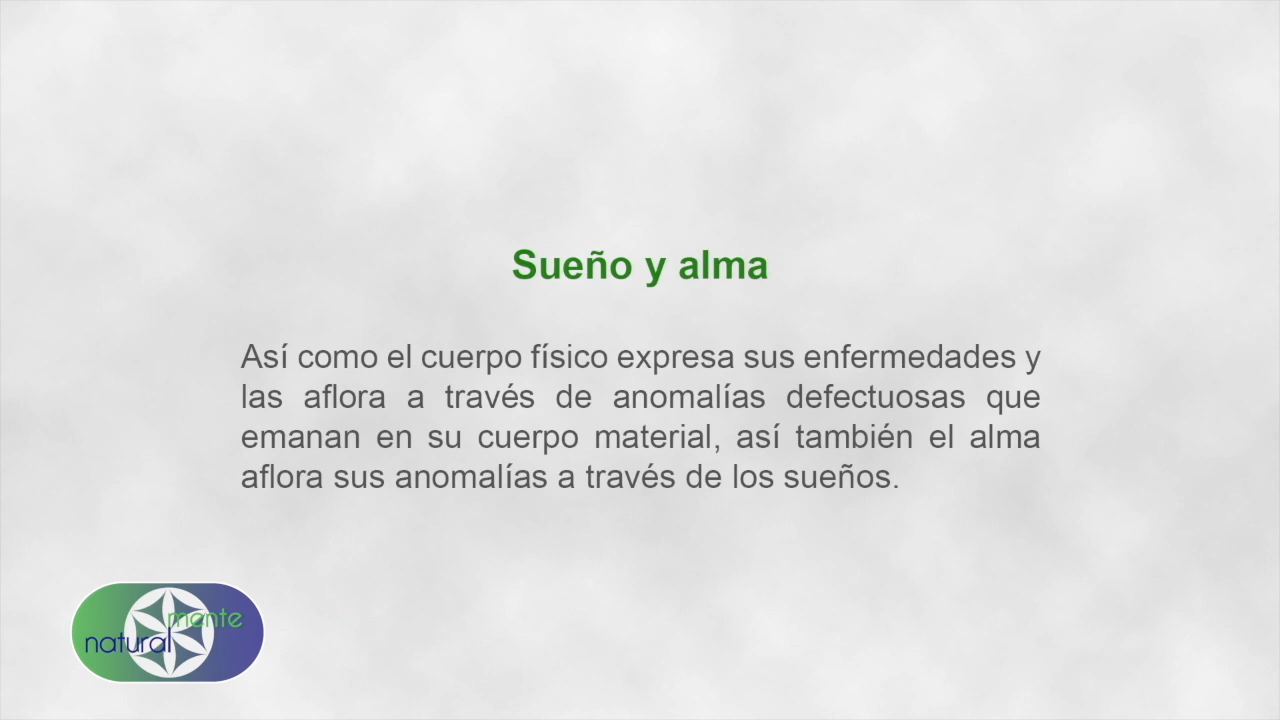 Sueño y alma
Así como el cuerpo físico expresa sus enfermedades y
las aflora a través de anomalías defectuosas que
emanan en su cuerpo material, así también el alma
aflora sus anomalías a través de los sueños.
mente
natural